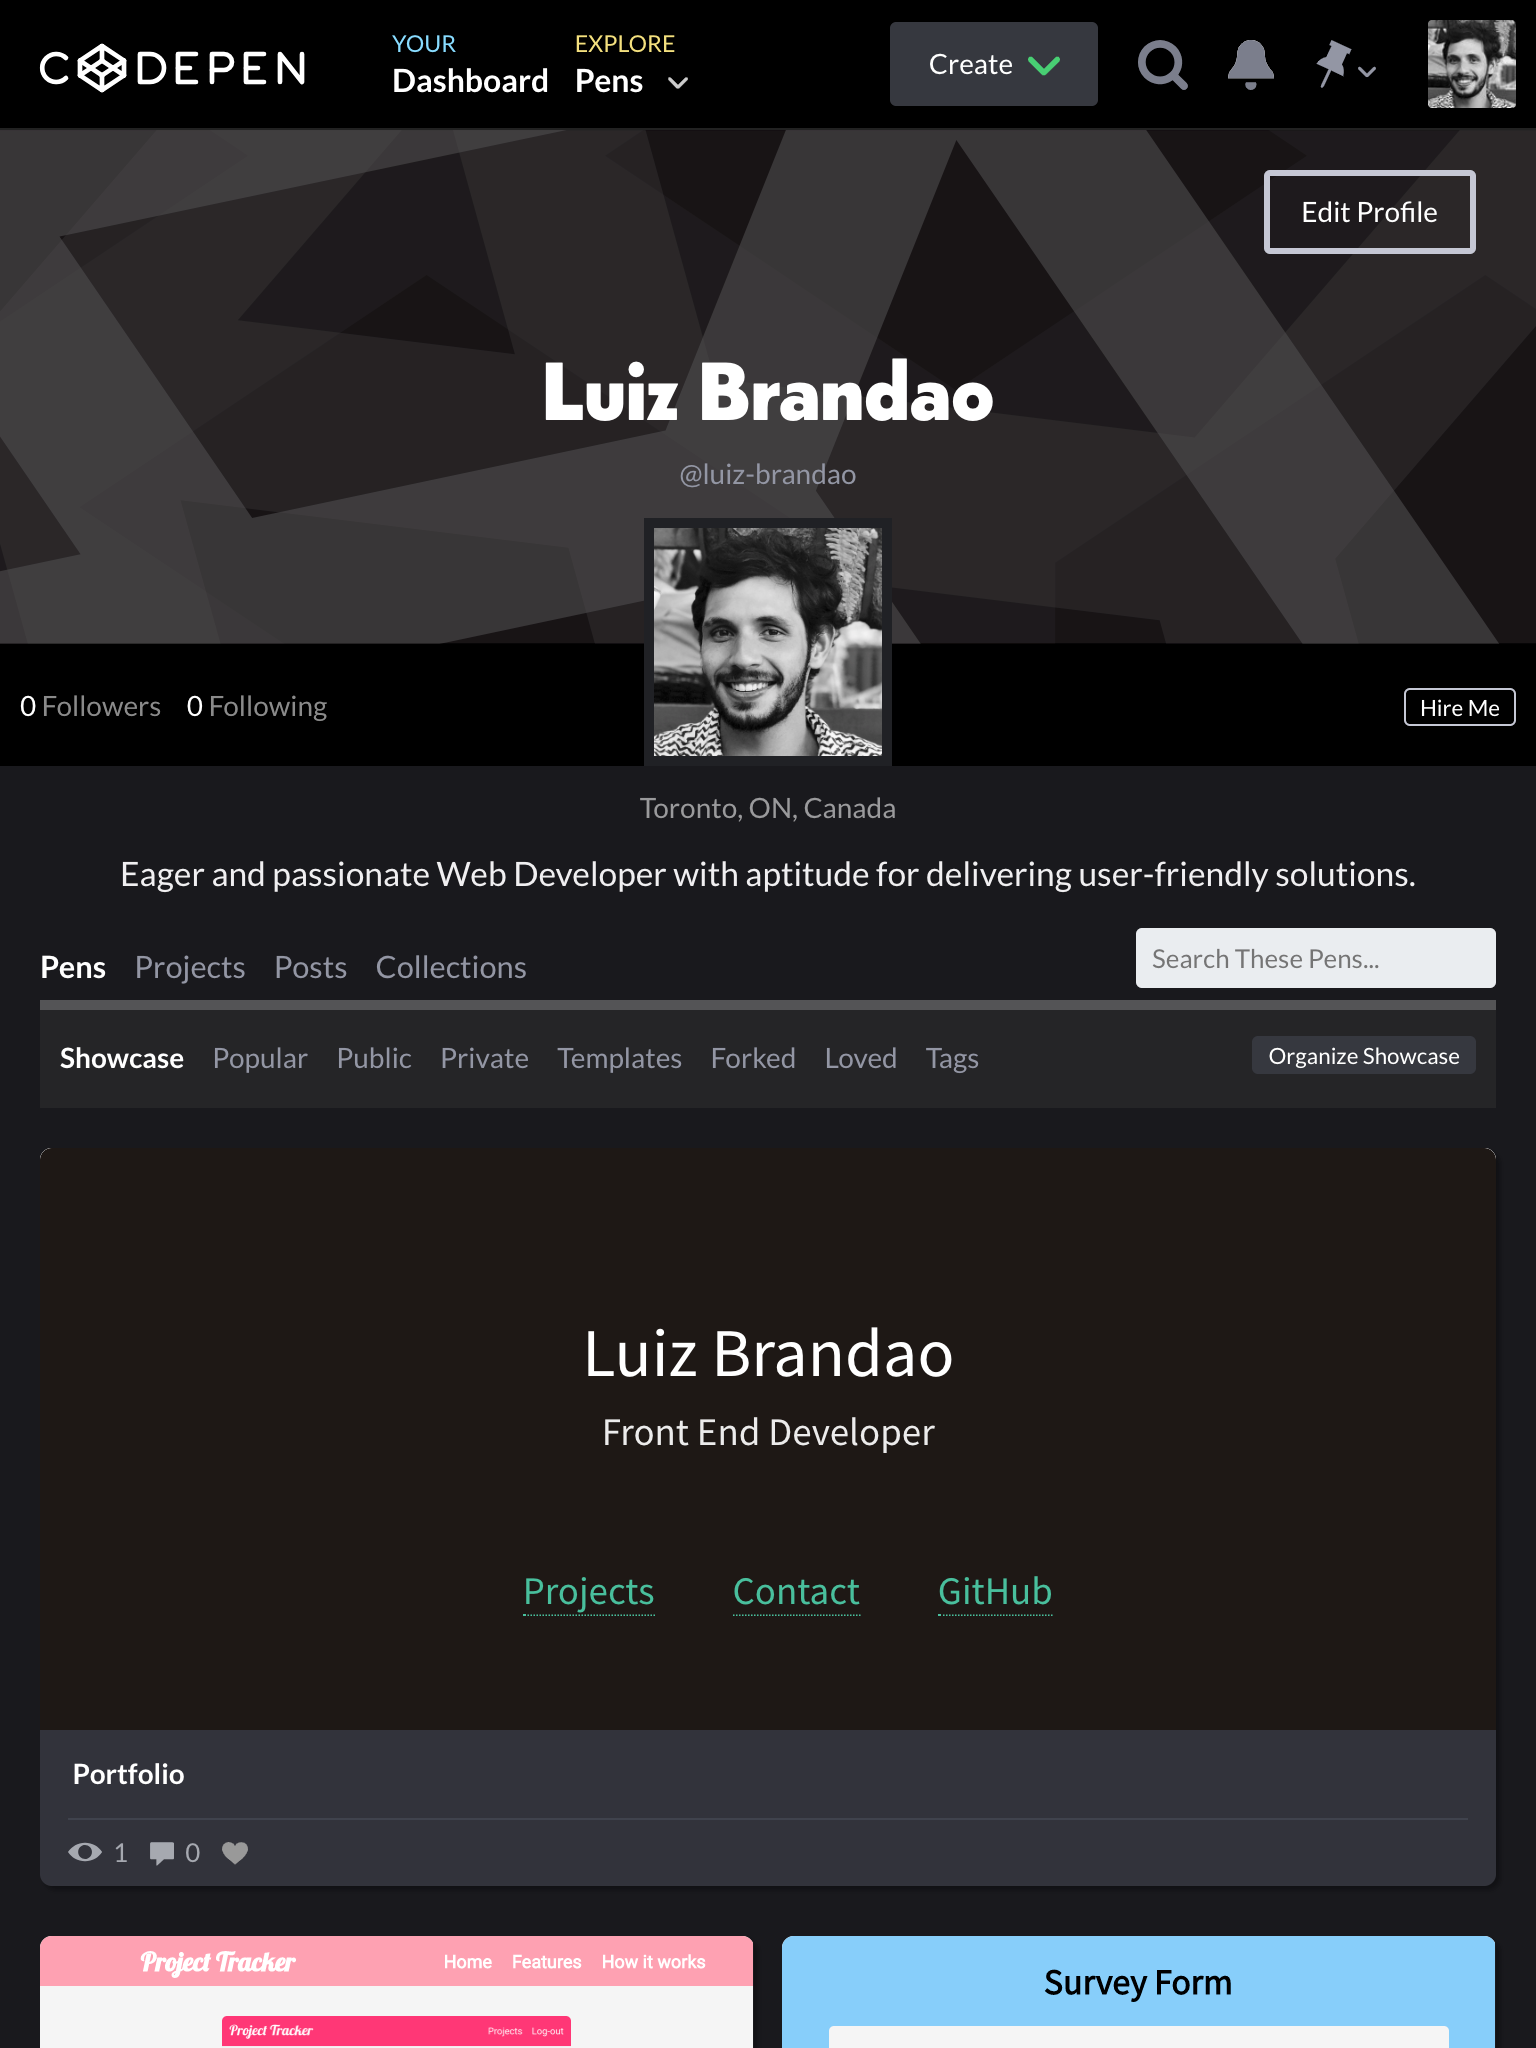 CODEPEN
YOUR
Dashboard
EXPLORE
Pens
Create
Edit Profile
Luiz Brandao
@luiz-brandao
0 Followers 0 Following
Hire Me
Toronto, ON, Canada
Eager and passionate Web Developer with aptitude for delivering user-friendly solutions.
Pens Projects Posts Collections
Search These Pens...
Showcase Popular Public Private Templates Forked Loved Tags
Organize Showcase
Luiz Brandao
Front End Developer
Projects Contact GitHub
Portfolio
1 0
Project Tracker Home Features How it works
Project Tracker Projects Log-out
Survey Form